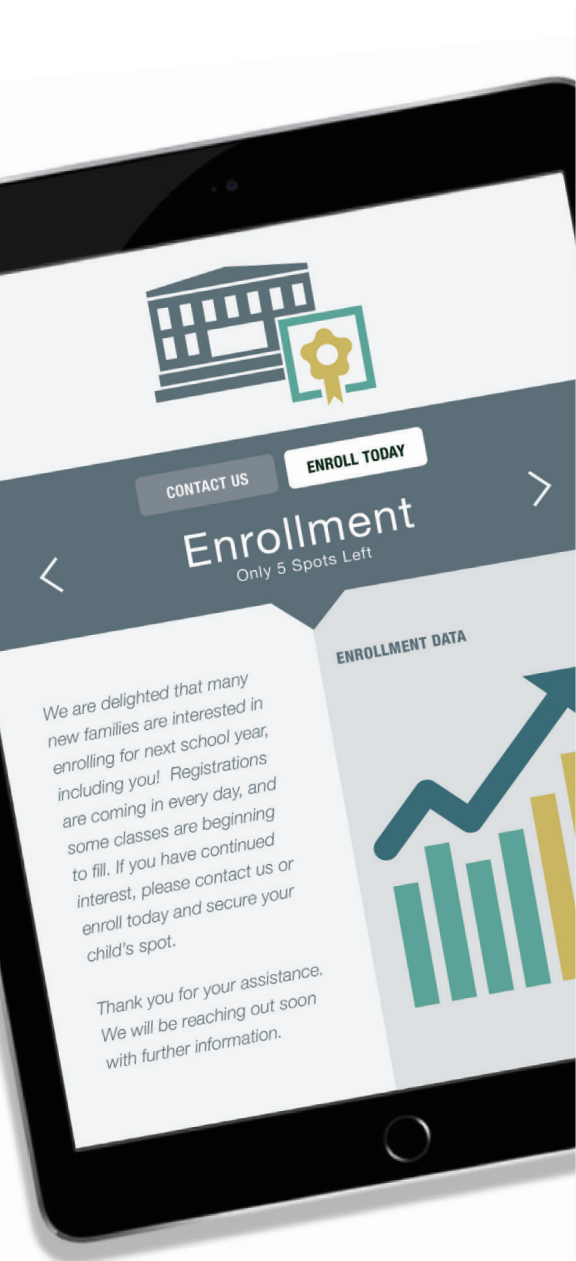 CONTACT US
ENROLL TODAY
Enrollment
Only 5 Spots Left
We are delighted that many
new families are interested in
enrolling for next school year,
including you!  Registrations
are coming in every day, and
some classes are beginning
to fill. If you have continued
interest, please contact us or
enroll today and secure your
child’s spot.
Thank you for your assistance.
We will be reaching out soon
with further information.
ENROLLMENT DATA